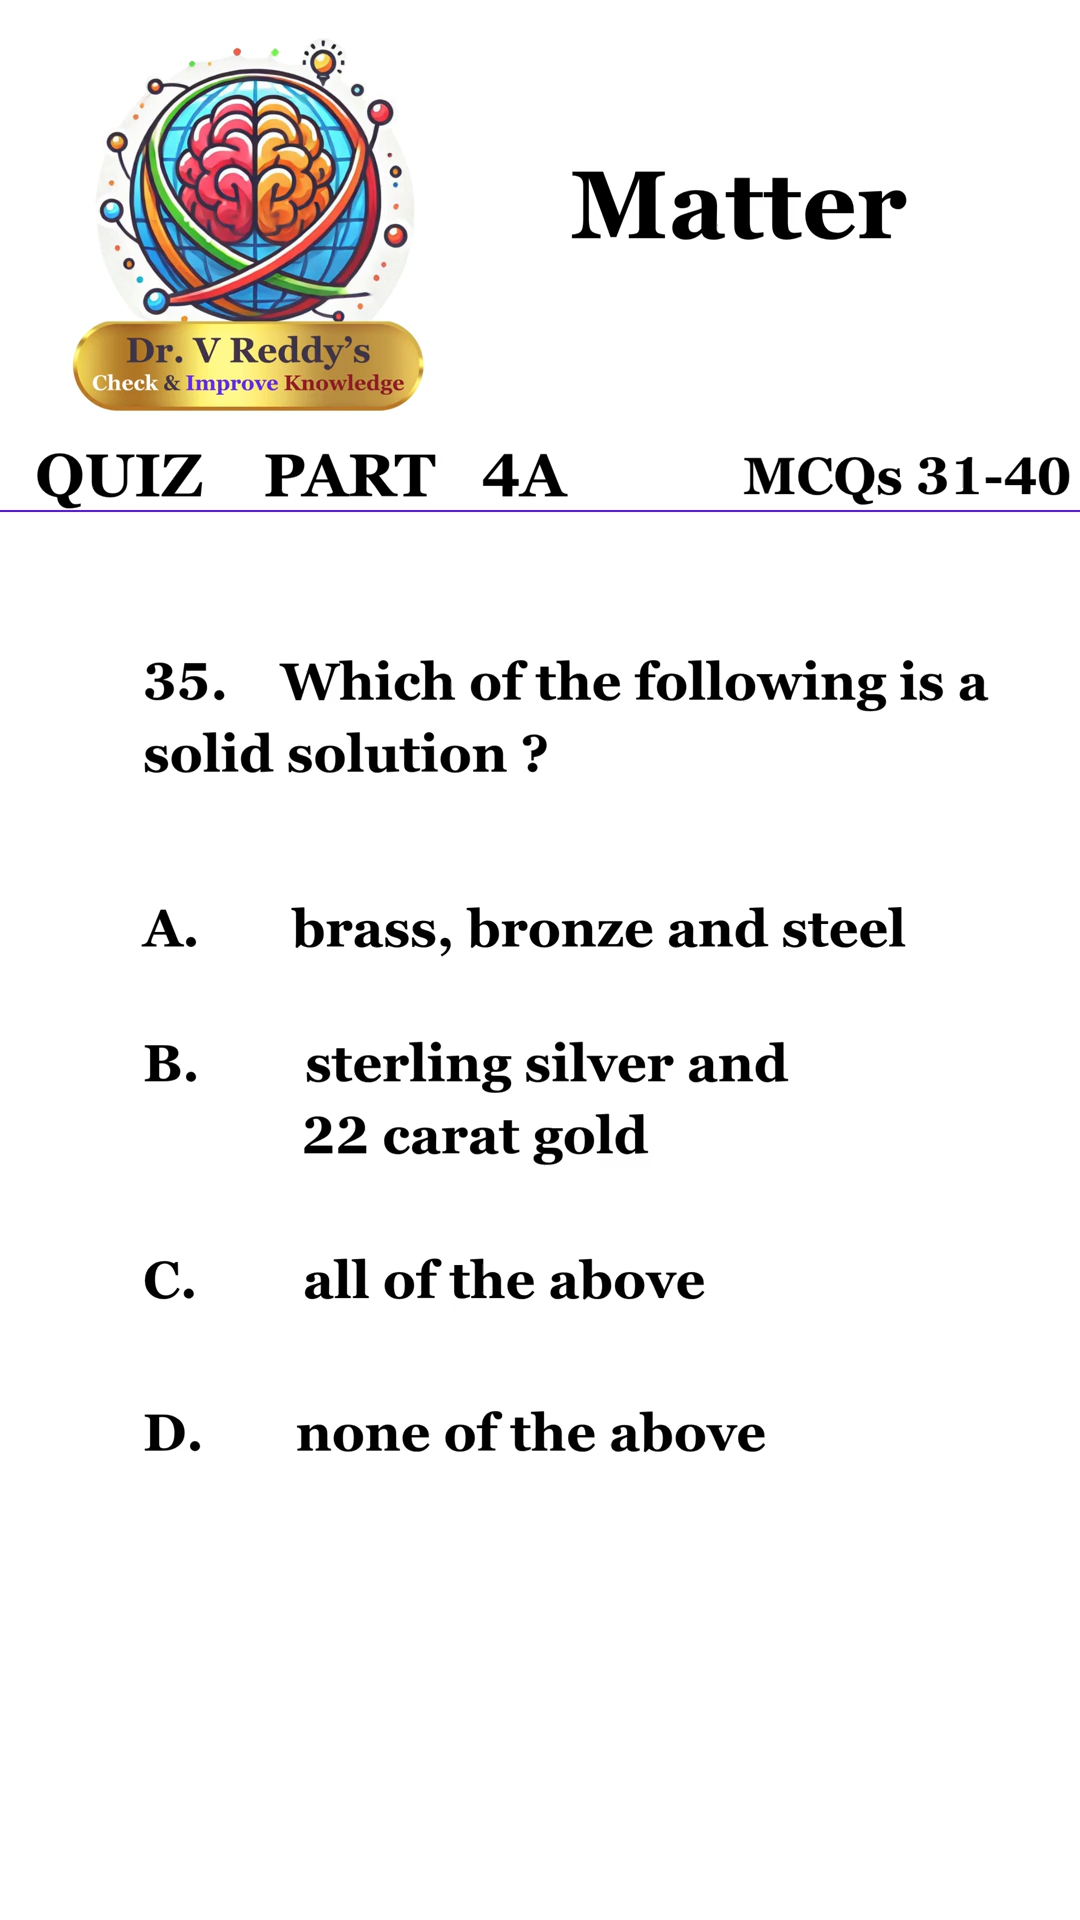 Matter
Dr. V Reddy’s
Check & Improve Knowledge
QUIZ PART 4A MCQs 31-40
35. Which of the following is a
solid solution ?
A. brass, bronze and steel
B. sterling silver and
22 carat gold
C. all of the above
D. none of the above